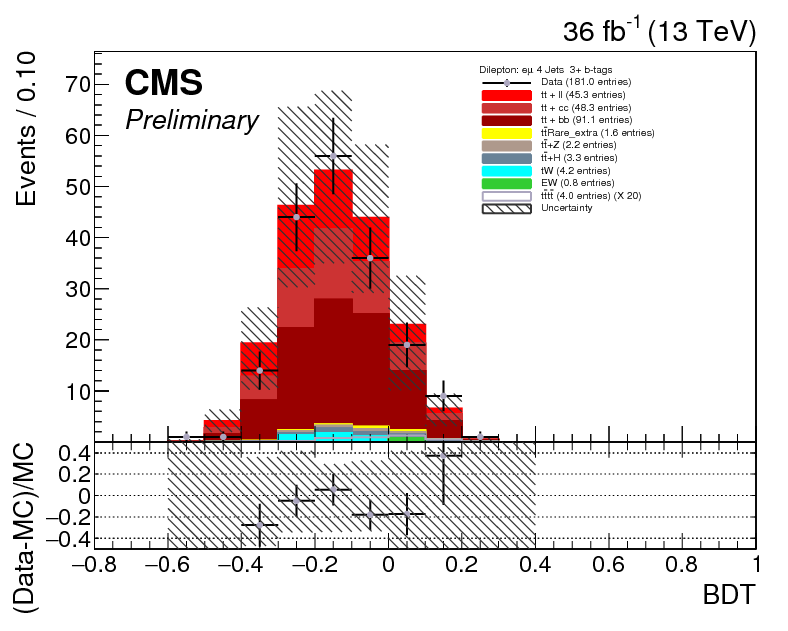 36 fb-1 (13 TeV)
CMS
Preliminary
Events / 0.10
70
60
50
40
30
20
10
Dilepton: eμ 4 Jets 3+ b-tags
Data (181.0 entries)
tt + ll (45.3 entries)
tt + cc (48.3 entries)
tt + bb (91.1 entries)
tt̄Rare_extra (1.6 entries)
tt̄+Z (2.2 entries)
tt̄+H (3.3 entries)
tW (4.2 entries)
EW (0.8 entries)
tt̄tt̄ (4.0 entries) (X 20)
Uncertainty
(Data-MC)/MC
0.4
0.2
0
−0.2
−0.4
−0.8 −0.6 −0.4 −0.2 0 0.2 0.4 0.6 0.8 1
BDT